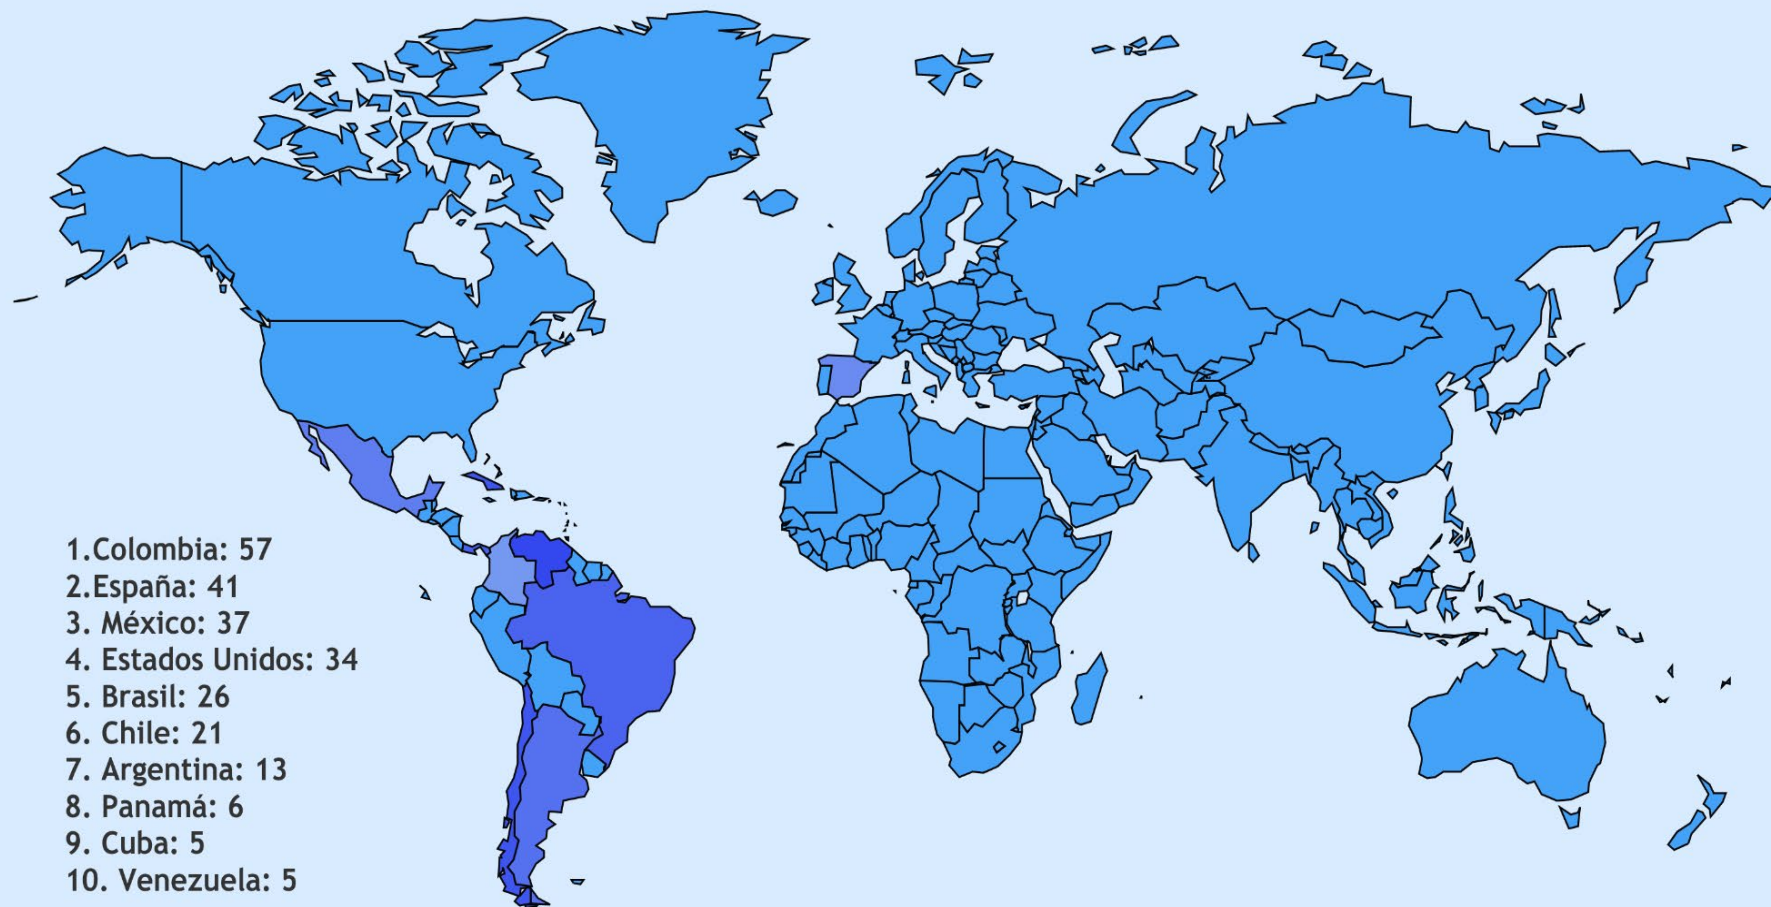 1.Colombia: 57
2.España: 41
3. México: 37
4. Estados Unidos: 34
5. Brasil: 26
6. Chile: 21
7. Argentina: 13
8. Panamá: 6
9. Cuba: 5
10. Venezuela: 5